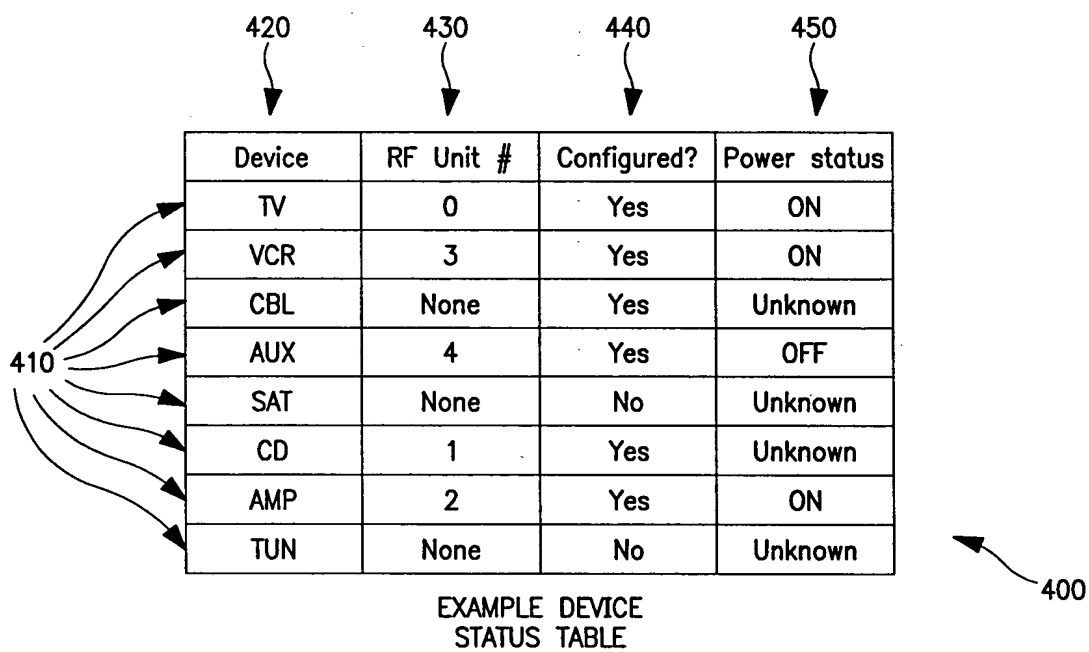 420 430 440 450
Device RF Unit # Configured? Power status
TV 0 Yes ON
VCR 3 Yes ON
CBL None Yes Unknown
AUX 4 Yes OFF
410
SAT None No Unknown
CD 1 Yes Unknown
AMP 2 Yes ON
TUN None No Unknown
400
EXAMPLE DEVICE
STATUS TABLE